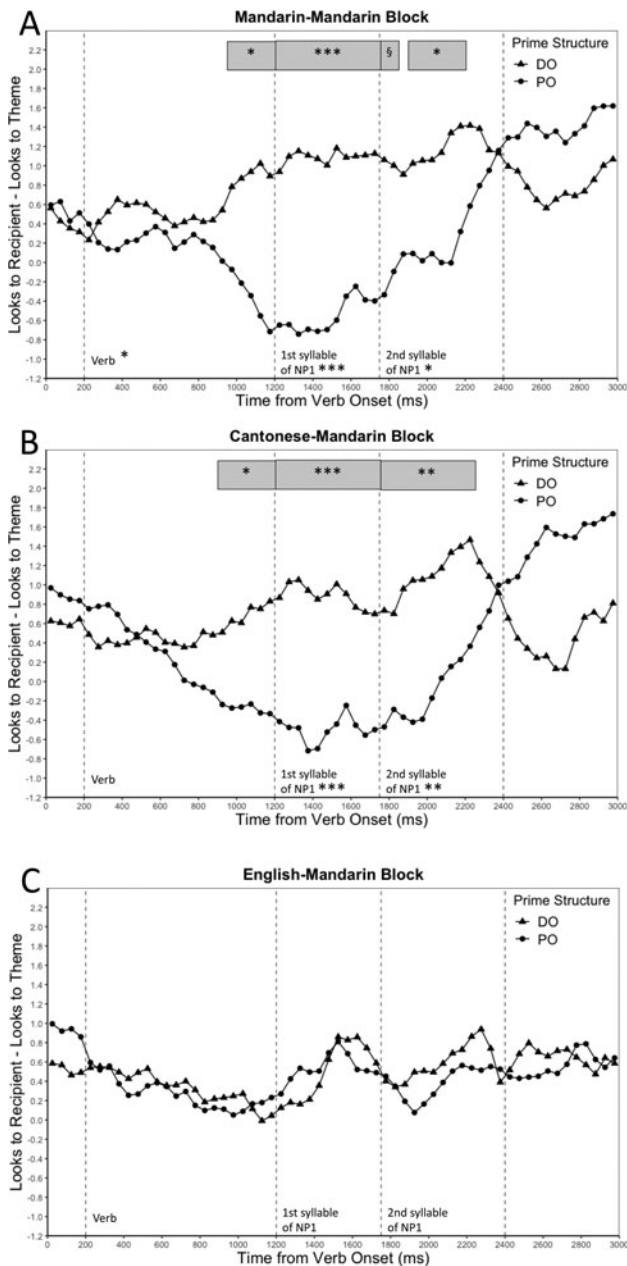 A
Mandarin-Mandarin Block
* *** § *
Prime Structure
DO
PO
Looks to Recipient - Looks to Theme
2.2
2.0
1.8
1.6
1.4
1.2
1.0
0.8
0.6
0.4
0.2
0.0
-0.2
-0.4
-0.6
-0.8
-1.0
-1.2
Verb *
1st syllable
of NP1 ***
2nd syllable
of NP1 *
0 200 400 600 800 1000 1200 1400 1600 1800 2000 2200 2400 2600 2800 3000
Time from Verb Onset (ms)
B
Cantonese-Mandarin Block
* *** **
Prime Structure
DO
PO
Looks to Recipient - Looks to Theme
2.2
2.0
1.8
1.6
1.4
1.2
1.0
0.8
0.6
0.4
0.2
0.0
-0.2
-0.4
-0.6
-0.8
-1.0
-1.2
Verb
1st syllable
of NP1 ***
2nd syllable
of NP1 **
0 200 400 600 800 1000 1200 1400 1600 1800 2000 2200 2400 2600 2800 3000
Time from Verb Onset (ms)
C
English-Mandarin Block
Prime Structure
DO
PO
Looks to Recipient - Looks to Theme
2.2
2.0
1.8
1.6
1.4
1.2
1.0
0.8
0.6
0.4
0.2
0.0
-0.2
-0.4
-0.6
-0.8
-1.0
-1.2
Verb
1st syllable
of NP1
2nd syllable
of NP1
0 200 400 600 800 1000 1200 1400 1600 1800 2000 2200 2400 2600 2800 3000
Time from Verb Onset (ms)